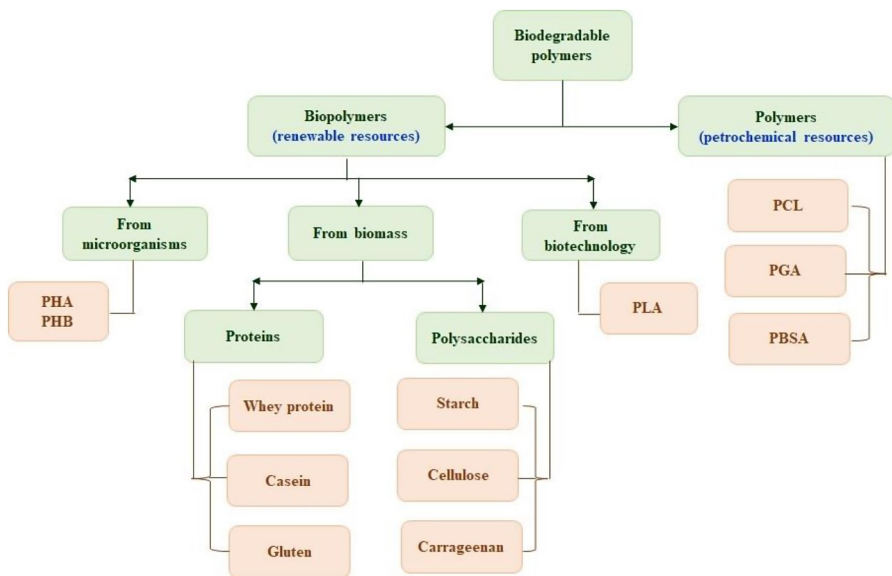 Biodegradable
polymers
Biopolymers
(renewable resources)
Polymers
(petrochemical resources)
From
microorganisms
From biomass
From
biotechnology
PHA
PHB
Proteins
Polysaccharides
PLA
PCL
PGA
PBSA
Whey protein
Casein
Gluten
Starch
Cellulose
Carrageenan